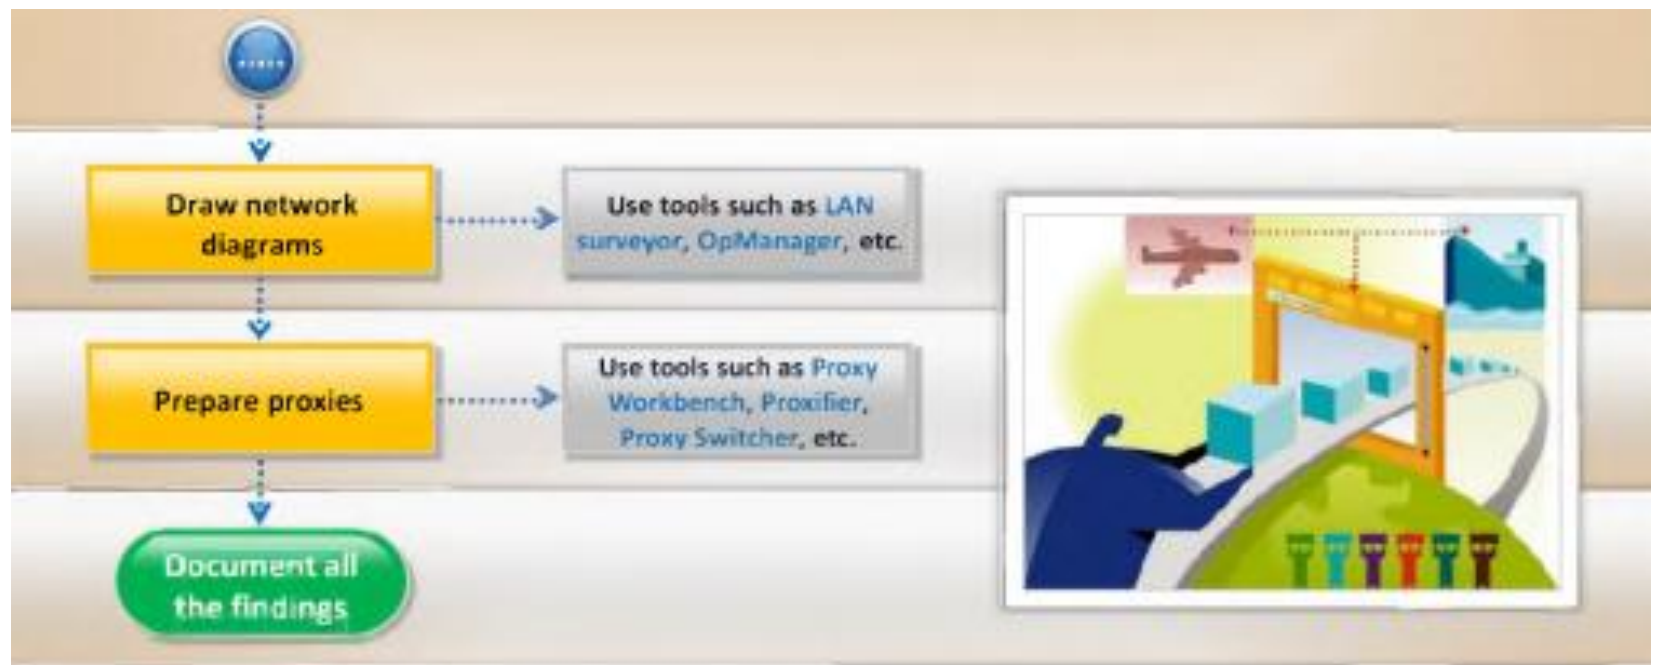 Draw network
diagrams
Use tools such as LAN
surveyor, OpManager, etc.
Prepare proxies
Use tools such as Proxy
Workbench, Proxifier,
Proxy Switcher, etc.
Document all
the findings